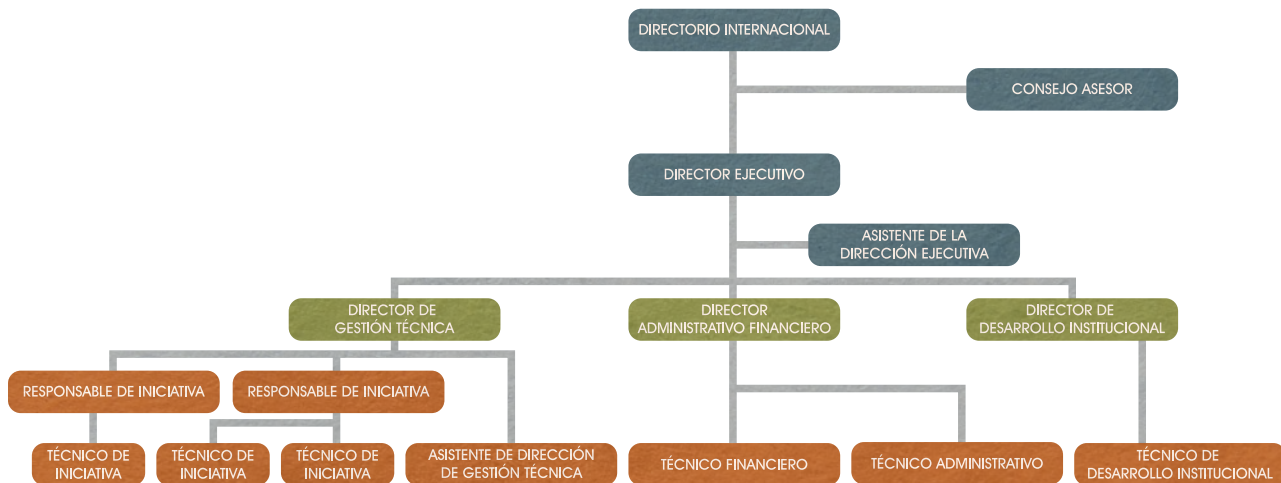 DIRECTORIO INTERNACIONAL
CONSEJO ASESOR
DIRECTOR EJECUTIVO
ASISTENTE DE LA
DIRECCIÓN EJECUTIVA
DIRECTOR DE
GESTIÓN TÉCNICA
DIRECTOR
ADMINISTRATIVO FINANCIERO
DIRECTOR DE
DESARROLLO INSTITUCIONAL
RESPONSABLE DE INICIATIVA
RESPONSABLE DE INICIATIVA
TÉCNICO DE
INICIATIVA
TÉCNICO DE
INICIATIVA
TÉCNICO DE
INICIATIVA
ASISTENTE DE DIRECCIÓN
DE GESTIÓN TÉCNICA
TÉCNICO FINANCIERO
TÉCNICO ADMINISTRATIVO
TÉCNICO DE
DESARROLLO INSTITUCIONAL